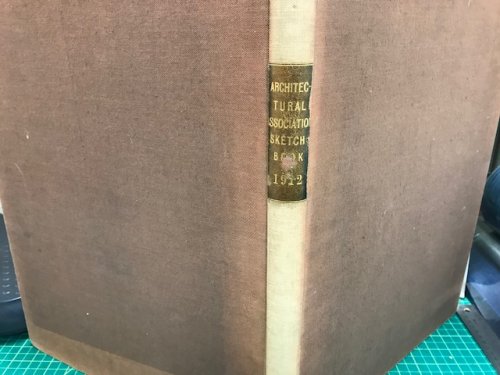 ARCHITEC-
TURAL
ASSOCIATION
SKETCH-
BOOK
1912